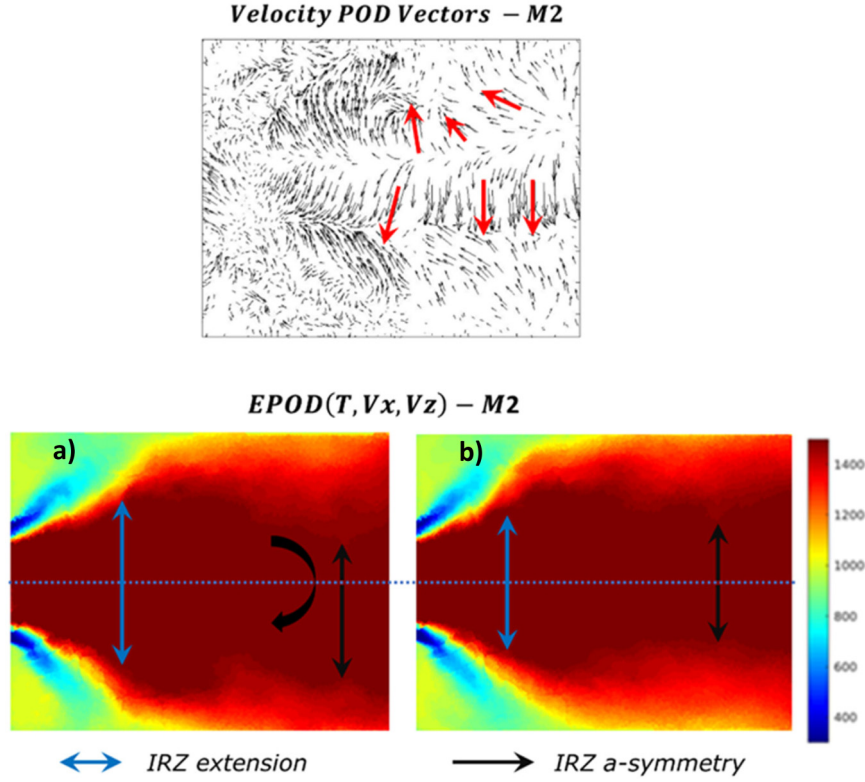 Velocity POD Vectors - M2
EPOD(T, Vx, Vz) - M2
a)
b)
1400
1200
1000
800
600
400
IRZ extension
IRZ a-symmetry